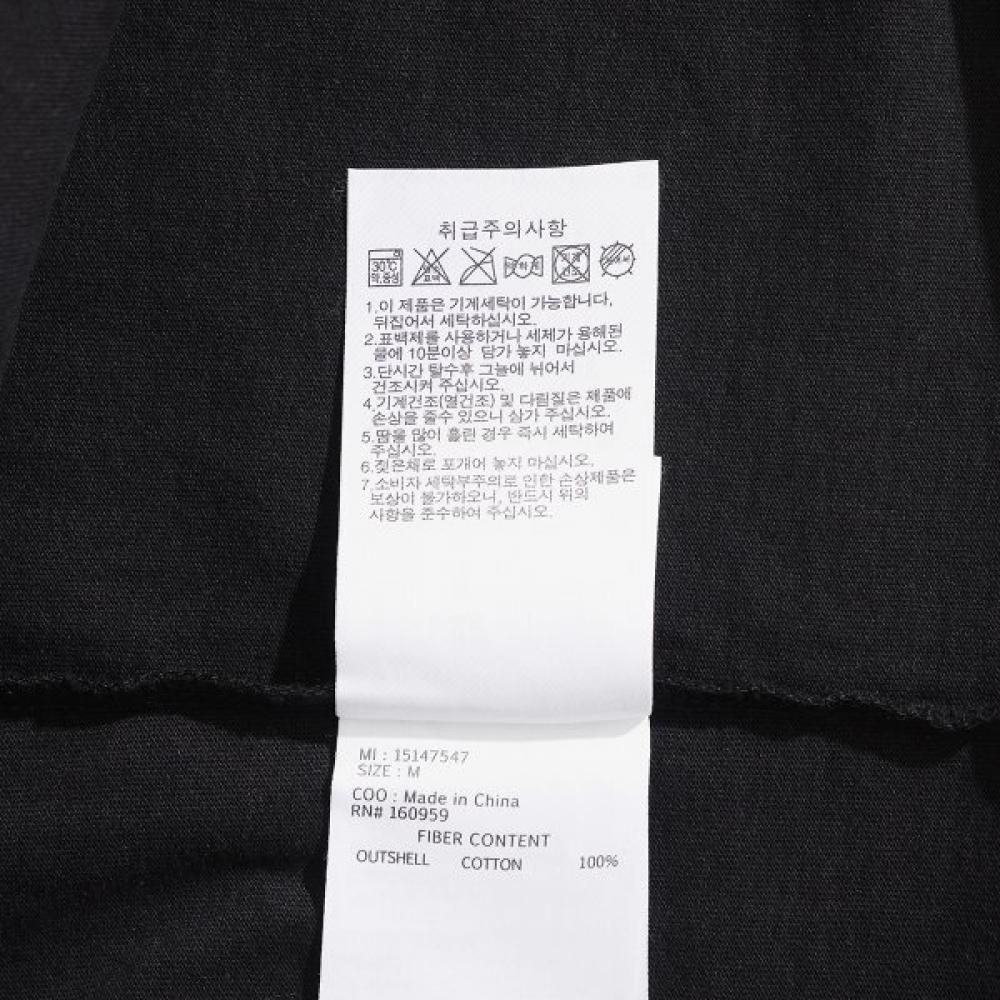 취급주의사항
30℃
약.중성
1.이 제품은 기계세탁이 가능합니다,
뒤집어서 세탁하십시오.
2.표백제를 사용하거나 세제가 용해된
물에 10분이상 담가 놓지 마십시오.
3.단시간 탈수후 그늘에 뉘어서
건조시켜 주십시오.
4.기계건조(열건조) 및 다림질은 제품에
손상을 줄수 있으니 삼가 주십시오.
5.땀을 많이 흘린 경우 즉시 세탁하여
주십시오.
6.젖은채로 포개어 놓지 마십시오.
7.소비자 세탁부주의로 인한 손상제품은
보상이 불가하오니, 반드시 위의
사항을 준수하여 주십시오.
MI : 15147547
SIZE : M
COO : Made in China
RN# 160959
FIBER CONTENT
OUTSHELL COTTON 100%